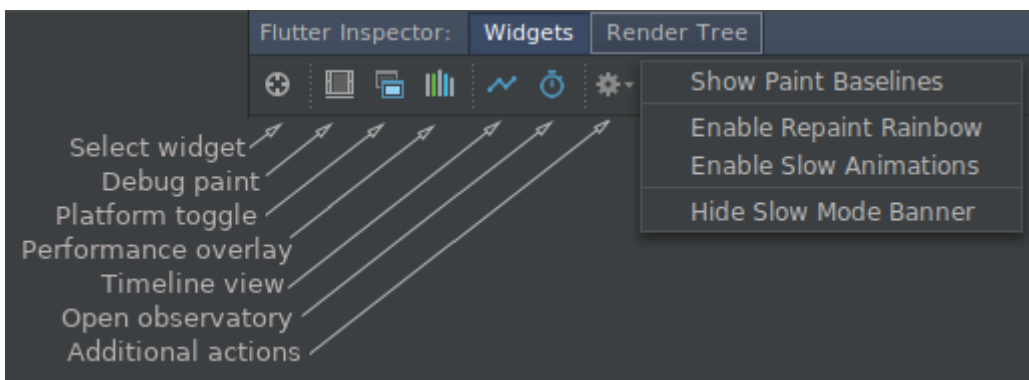 Flutter Inspector: Widgets Render Tree
Show Paint Baselines
Enable Repaint Rainbow
Enable Slow Animations
Hide Slow Mode Banner
Select widget
Debug paint
Platform toggle
Performance overlay
Timeline view
Open observatory
Additional actions